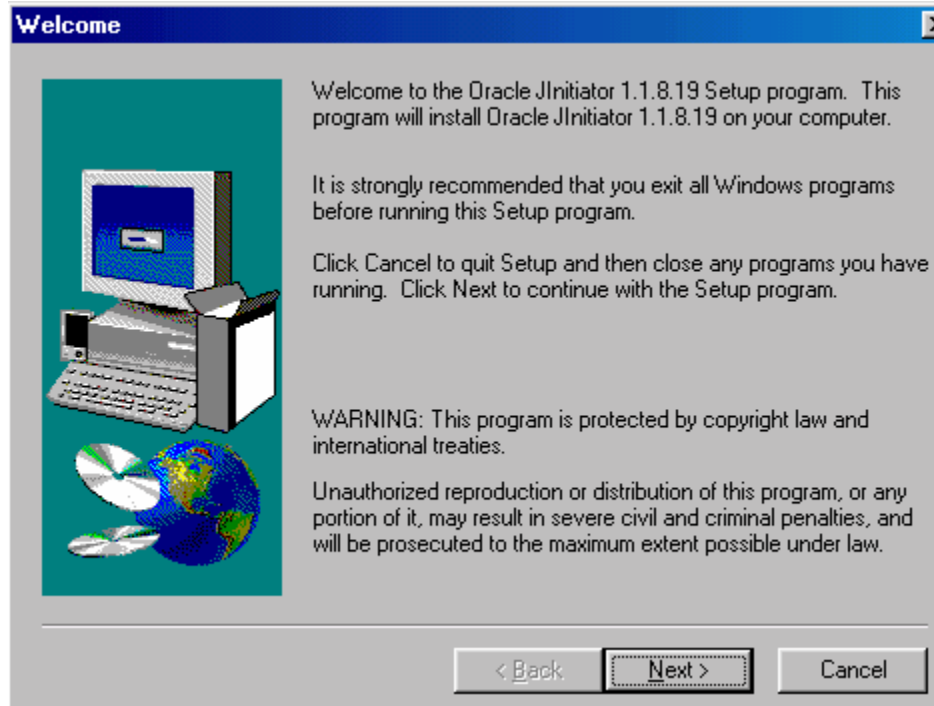 Welcome
Welcome to the Oracle JInitiator 1.1.8.19 Setup program.  This
program will install Oracle JInitiator 1.1.8.19 on your computer.
It is strongly recommended that you exit all Windows programs
before running this Setup program.
Click Cancel to quit Setup and then close any programs you have
running.  Click Next to continue with the Setup program.
WARNING: This program is protected by copyright law and
international treaties.
Unauthorized reproduction or distribution of this program, or any
portion of it, may result in severe civil and criminal penalties, and
will be prosecuted to the maximum extent possible under law.
< Back Next > Cancel